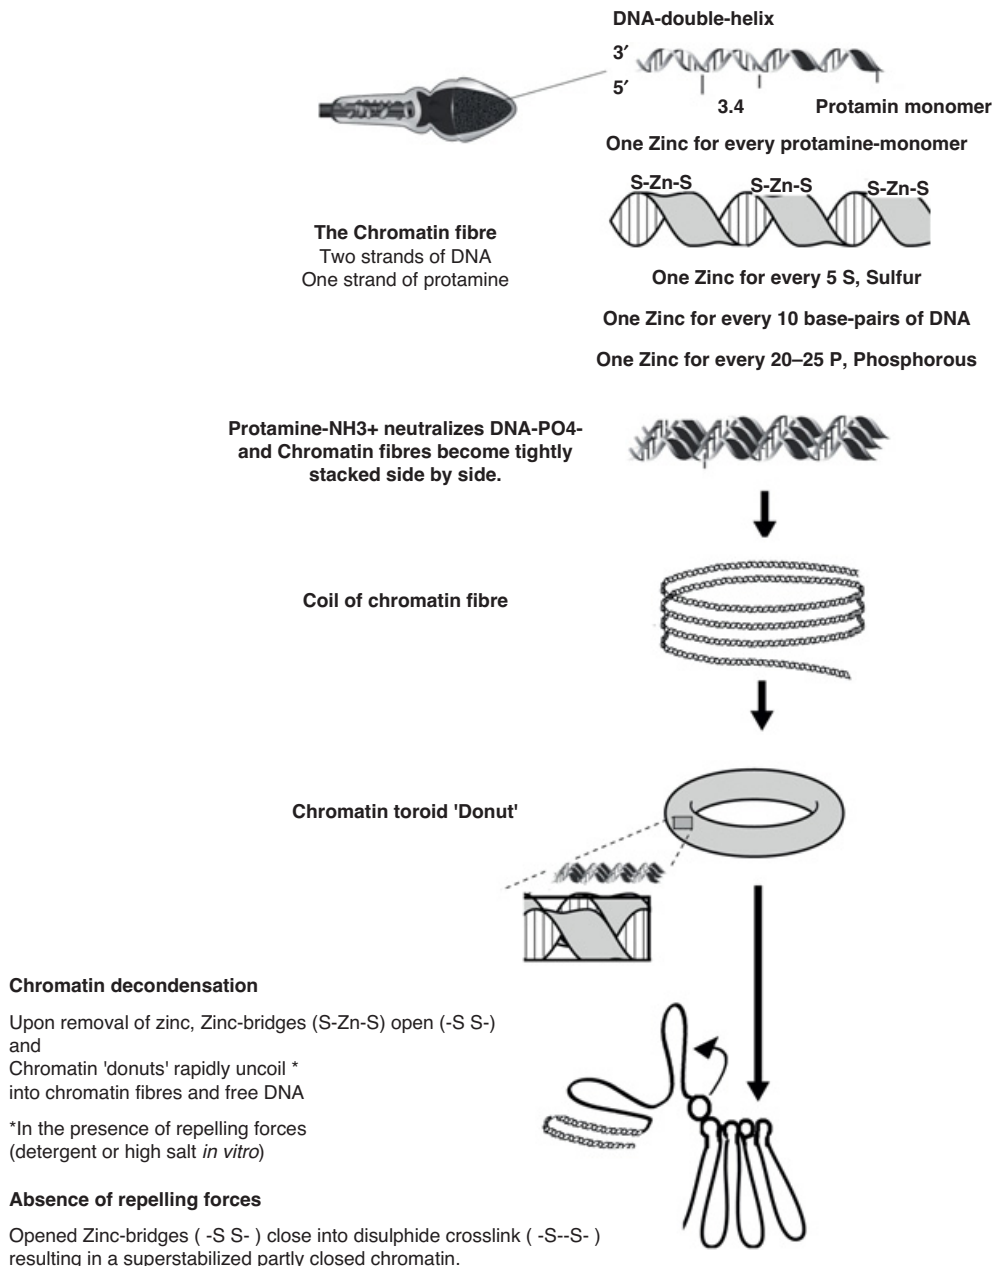 DNA-double-helix
3′
5′
3.4
Protamin monomer
One Zinc for every protamine-monomer
S-Zn-S
S-Zn-S
S-Zn-S
The Chromatin fibre
Two strands of DNA
One strand of protamine
One Zinc for every 5 S, Sulfur
One Zinc for every 10 base-pairs of DNA
One Zinc for every 20–25 P, Phosphorous
Protamine-NH3+ neutralizes DNA-PO4-
and Chromatin fibres become tightly
stacked side by side.
Coil of chromatin fibre
Chromatin toroid 'Donut'
Chromatin decondensation
Upon removal of zinc, Zinc-bridges (S-Zn-S) open (-S S-)
and
Chromatin 'donuts' rapidly uncoil *
into chromatin fibres and free DNA
*In the presence of repelling forces
(detergent or high salt in vitro)
Absence of repelling forces
Opened Zinc-bridges ( -S S- ) close into disulphide crosslink ( -S--S- )
resulting in a superstabilized partly closed chromatin.